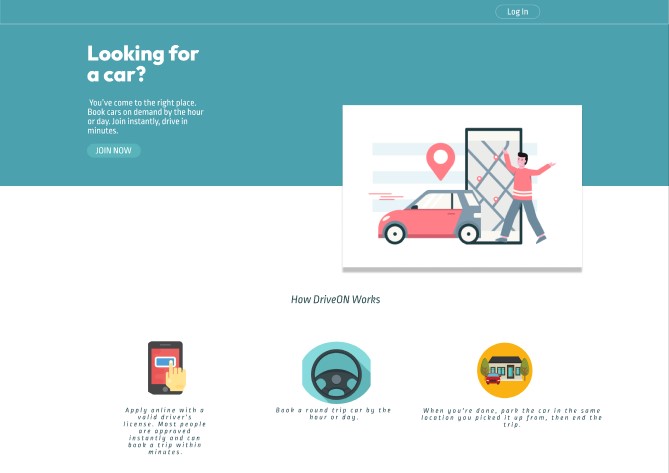 Log In
Looking for
a car?
You've come to the right place.
Book cars on demand by the hour
or day. Join instantly, drive in
minutes.
JOIN NOW
How DriveON Works
Apply online with a
valid driver's
license. Most people
are approved
instantly and can
book a trip within
minutes.
Book a round trip car by the
hour or day.
When you're done, park the car in the same
location you picked it up from, then end the
trip.